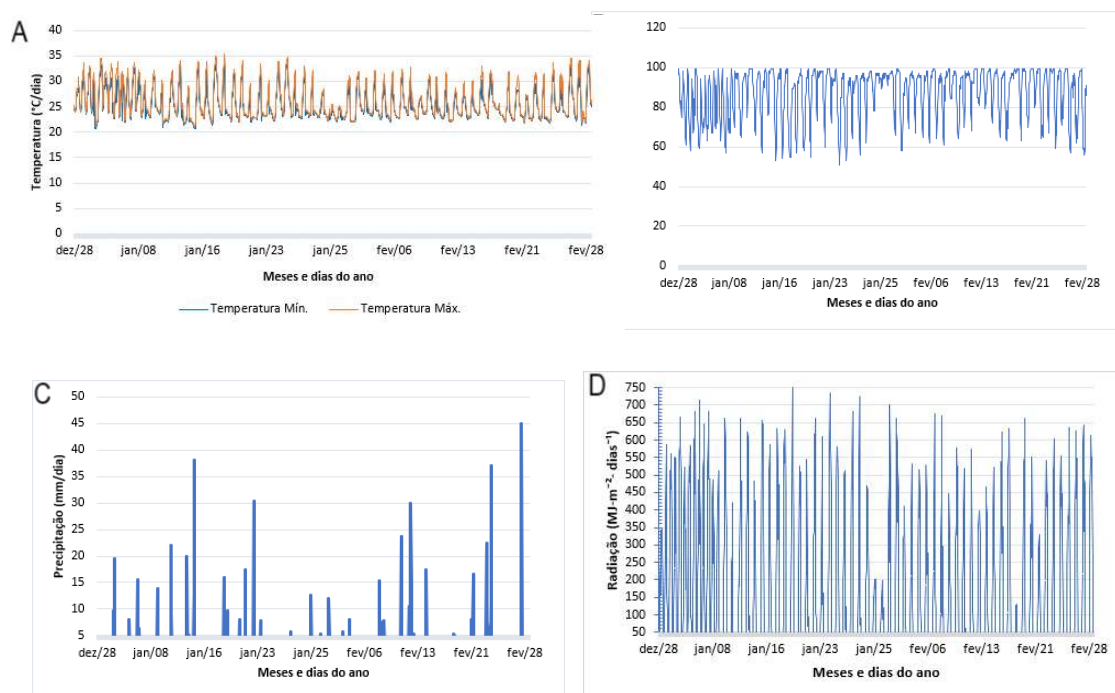 A
Temperatura (°C/dia)
40
35
30
25
20
15
10
5
0
dez/28 jan/08 jan/16 jan/23 jan/25 fev/06 fev/13 fev/21 fev/28
Meses e dias do ano
Temperatura Mín. Temperatura Máx.
120
100
80
60
40
20
0
dez/28 jan/08 jan/16 jan/23 jan/25 fev/06 fev/13 fev/21 fev/28
Meses e dias do ano
C
Precipitação (mm/dia)
50
45
40
35
30
25
20
15
10
5
dez/28 jan/08 jan/16 jan/23 jan/25 fev/06 fev/13 fev/21 fev/28
Meses e dias do ano
D
Radiação (MJ-m⁻²- dias⁻¹)
750
700
650
600
550
500
450
400
350
300
250
200
150
100
50
dez/28 jan/08 jan/16 jan/23 jan/25 fev/06 fev/13 fev/21 fev/28
Meses e dias do ano